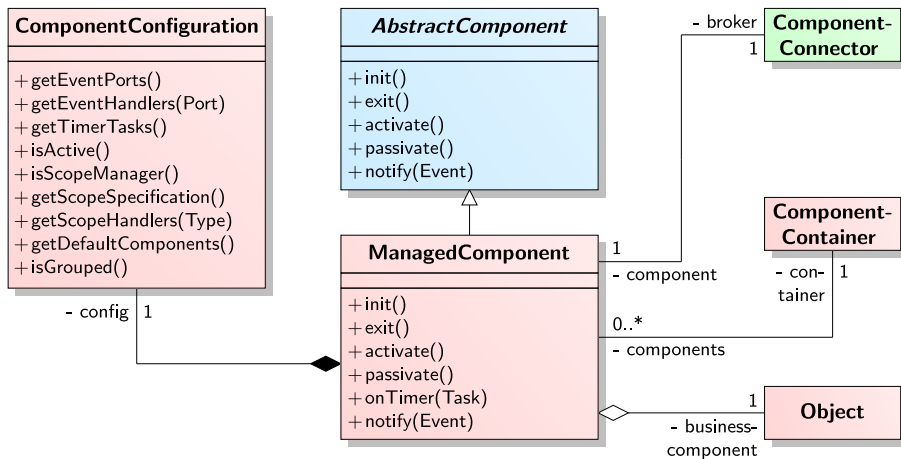 ComponentConfiguration
+ getEventPorts()
+ getEventHandlers(Port)
+ getTimerTasks()
+ isActive()
+ isScopeManager()
+ getScopeSpecification()
+ getScopeHandlers(Type)
+ getDefaultComponents()
+ isGrouped()
- config 1
AbstractComponent
+ init()
+ exit()
+ activate()
+ passivate()
+ notify(Event)
ManagedComponent
+ init()
+ exit()
+ activate()
+ passivate()
+ onTimer(Task)
+ notify(Event)
- broker
1
Component-
Connector
1
- component
Component-
Container
- con-
tainer
1
0..*
- components
1
- business-
component
Object